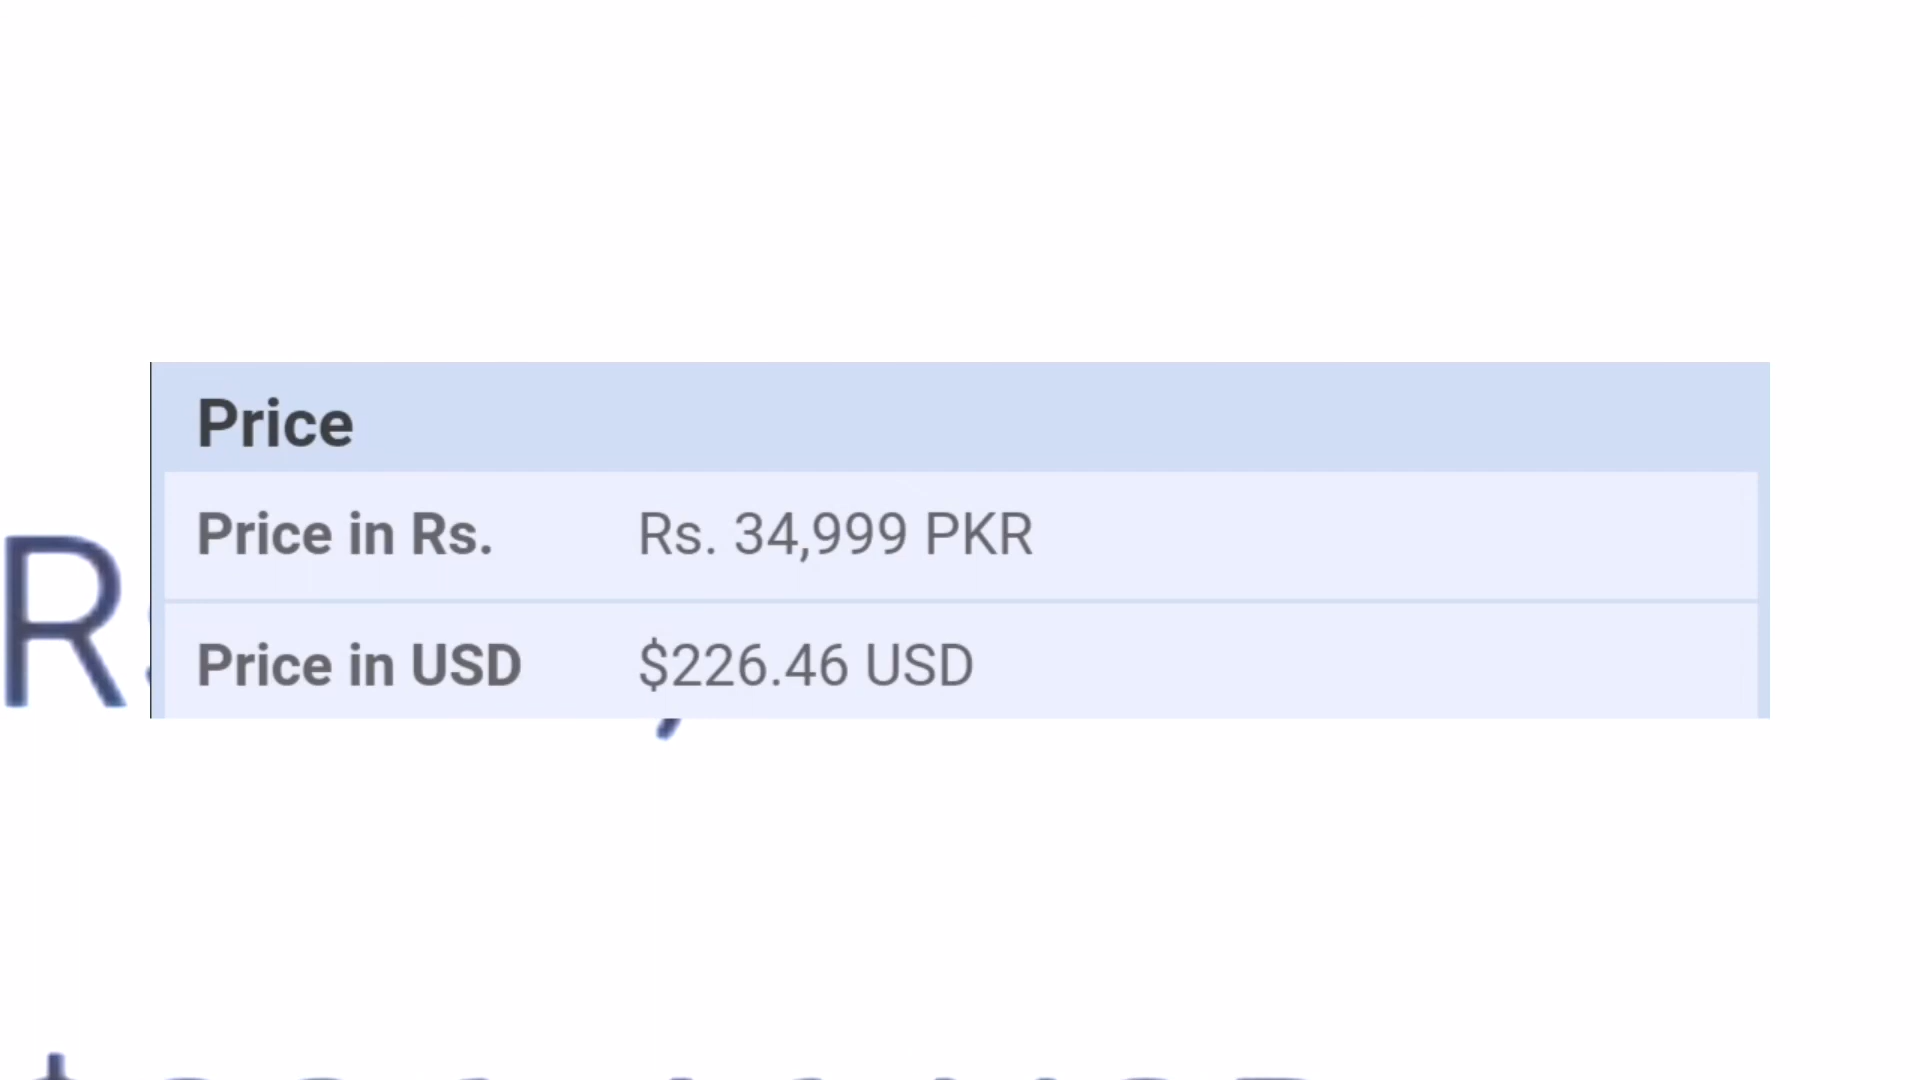 Price
Price in Rs. Rs. 34,999 PKR
Price in USD $226.46 USD